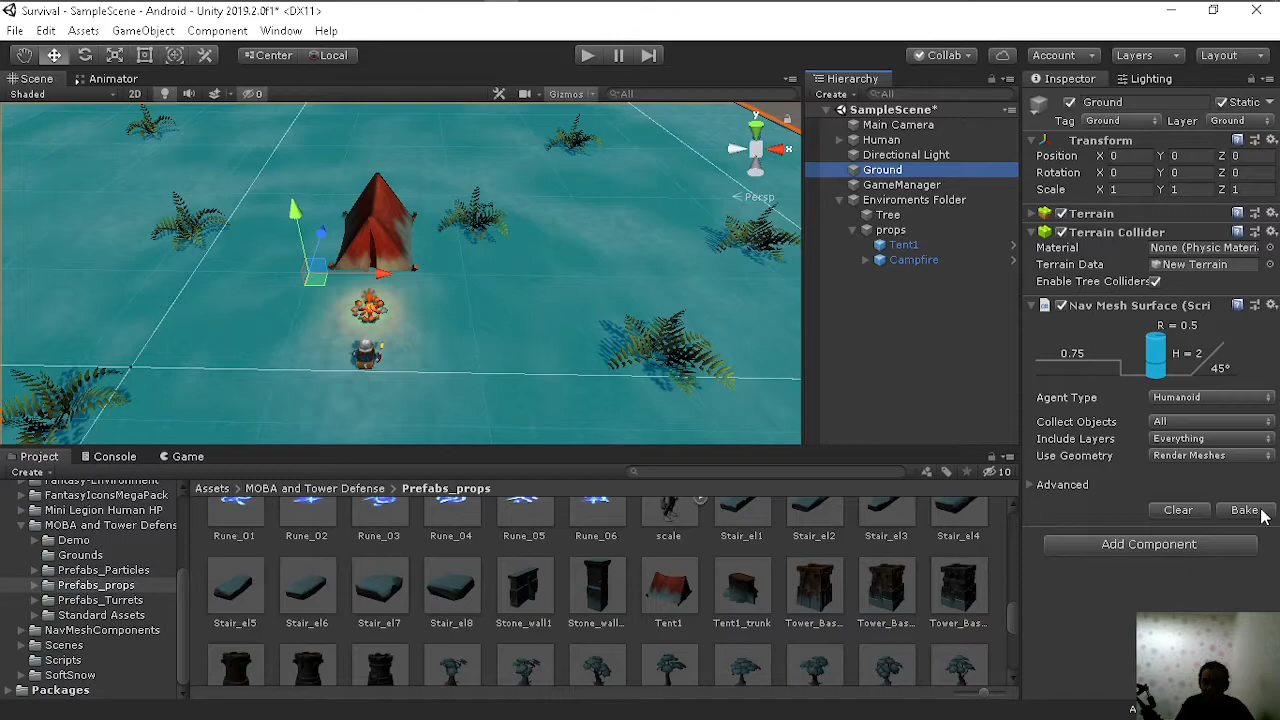 Survival - SampleScene - Android - Unity 2019.2.0f1* <DX11>
File Edit Assets GameObject Component Window Help
Center Local Collab Account Layers Layout
Scene Animator
Shaded 2D 0 Gizmos All
y
x
Persp
Hierarchy
Create All
SampleScene*
Main Camera
Human
Directional Light
Ground
GameManager
Enviroments Folder
Tree
props
Tent1
Campfire
Inspector Lighting
Ground Static
Tag Ground Layer Ground
Transform
Position X 0 Y 0 Z 0
Rotation X 0 Y 0 Z 0
Scale X 1 Y 1 Z 1
Terrain
Terrain Collider
Material None (Physic Materi
Terrain Data New Terrain
Enable Tree Colliders
Nav Mesh Surface (Scri
R = 0.5
0.75 H = 2
45°
Agent Type Humanoid
Collect Objects All
Include Layers Everything
Use Geometry Render Meshes
Advanced
Clear Bake
Add Component
Project Console Game
Create 10
Fantasy-Environment
FantasyIconsMegaPack
Mini Legion Human HP
MOBA and Tower Defens
Demo
Grounds
Prefabs_Particles
Prefabs_props
Prefabs_Turrets
Standard Assets
NavMeshComponents
Scenes
Scripts
SoftSnow
Packages
Assets MOBA and Tower Defense Prefabs_props
Rune_01 Rune_02 Rune_03 Rune_04 Rune_05 Rune_06 scale Stair_el1 Stair_el2 Stair_el3 Stair_el4
Stair_el5 Stair_el6 Stair_el7 Stair_el8 Stone_wall1 Stone_wall... Tent1 Tent1_trunk Tower_Bas... Tower_Bas... Tower_Bas...
A